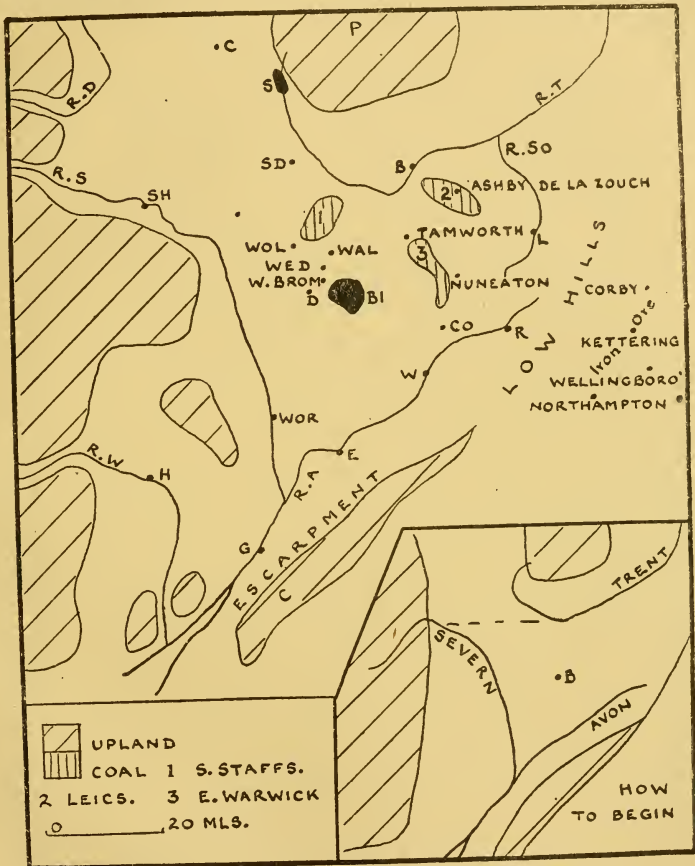 P
C
S
R.D
R.T
R.S
R.SO
SH
SD
B
2
ASHBY DE LA ZOUCH
1
WOL
WAL
TAMWORTH
L
WED
3
W. BROM
NUNEATON
D
BI
CORBY
CO
R
LOW HILLS
Iron Ore
KETTERING
W
WELLINGBORO'
NORTHAMPTON
WOR
E
R.W
H
R.A
G
ESCARPMENT
C
UPLAND
COAL 1 S. STAFFS.
2 LEICS. 3 E. WARWICK
0 20 MLS.
TRENT
SEVERN
B
AVON
HOW
TO BEGIN